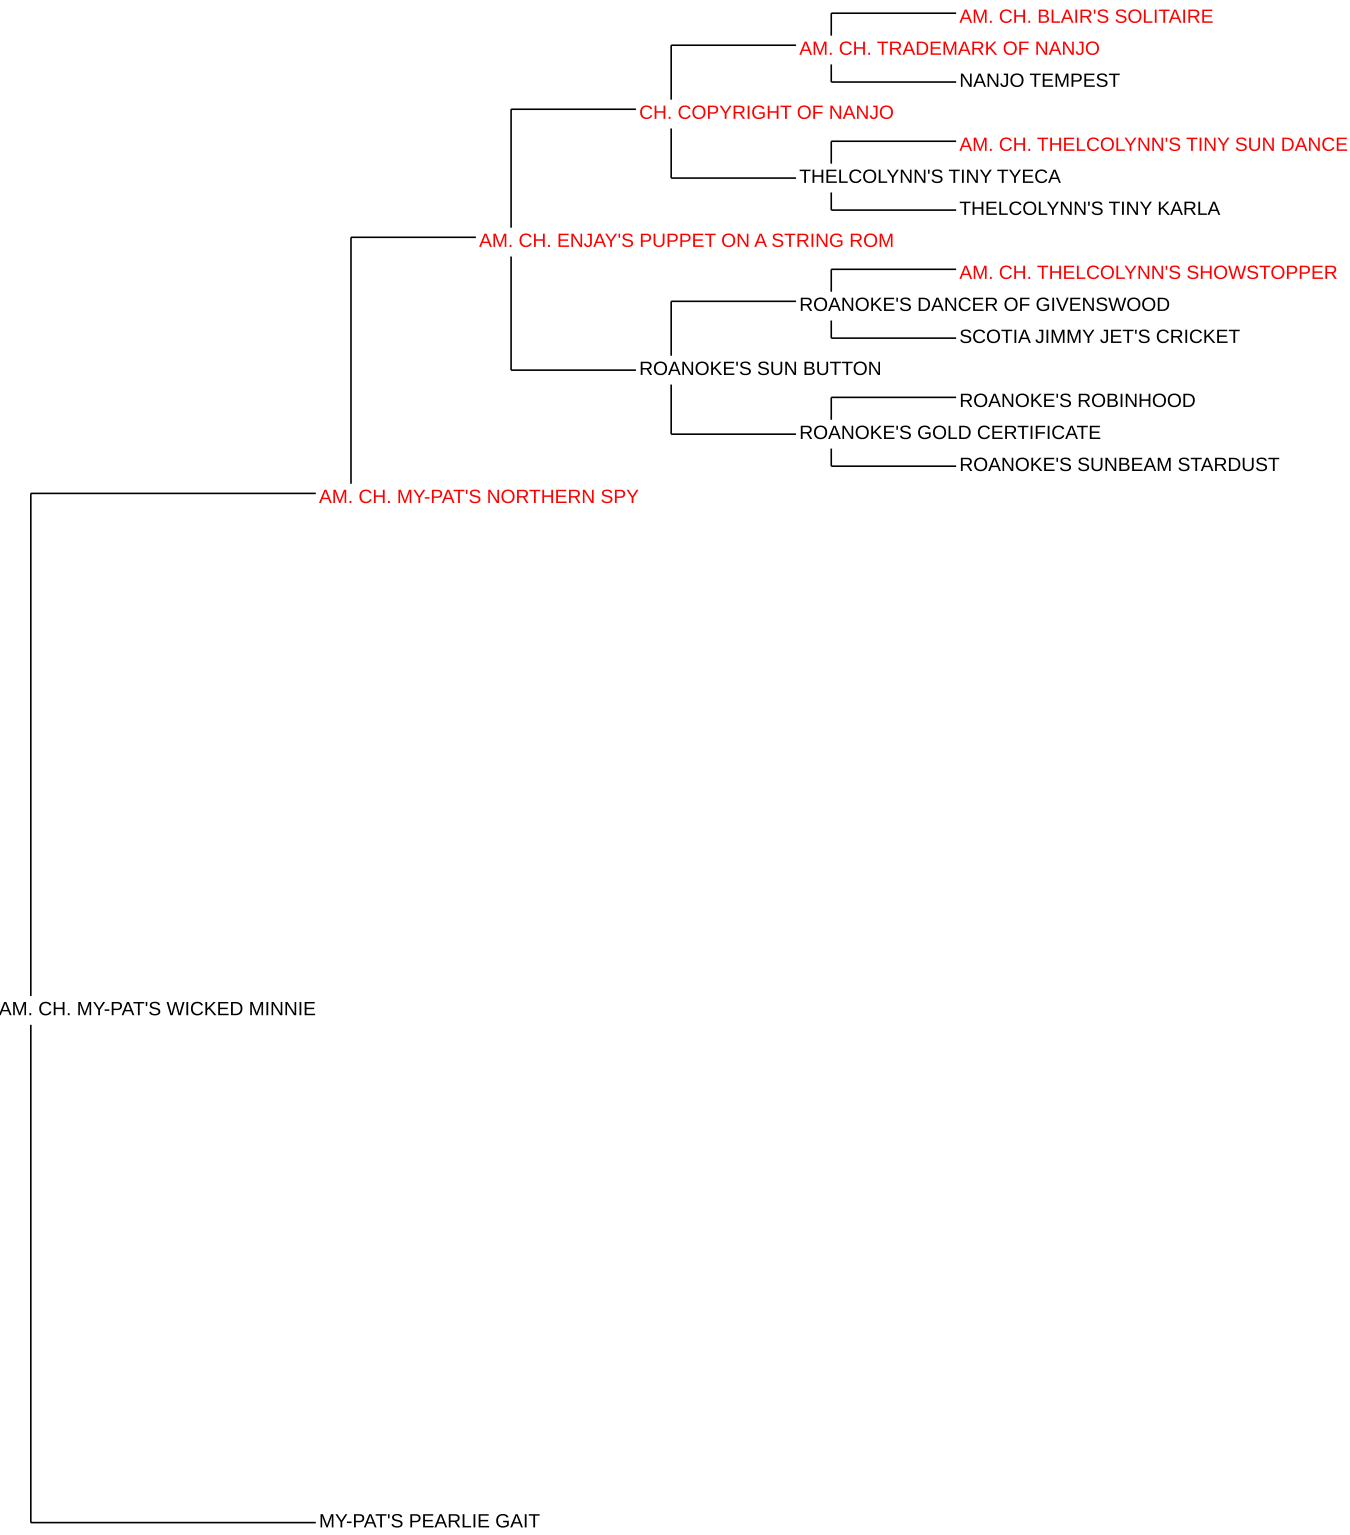 AM. CH. BLAIR'S SOLITAIRE
AM. CH. TRADEMARK OF NANJO
NANJO TEMPEST
CH. COPYRIGHT OF NANJO
AM. CH. THELCOLYNN'S TINY SUN DANCE
THELCOLYNN'S TINY TYECA
THELCOLYNN'S TINY KARLA
AM. CH. ENJAY'S PUPPET ON A STRING ROM
AM. CH. THELCOLYNN'S SHOWSTOPPER
ROANOKE'S DANCER OF GIVENSWOOD
SCOTIA JIMMY JET'S CRICKET
ROANOKE'S SUN BUTTON
ROANOKE'S ROBINHOOD
ROANOKE'S GOLD CERTIFICATE
ROANOKE'S SUNBEAM STARDUST
AM. CH. MY-PAT'S NORTHERN SPY
AM. CH. MY-PAT'S WICKED MINNIE
MY-PAT'S PEARLIE GAIT